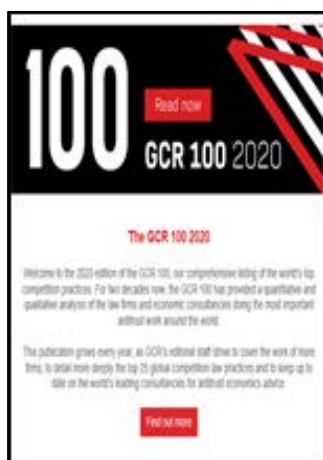 100
Read now
GCR 100 2020
The GCR 100 2020
Welcome to the 2020 edition of the GCR 100, our comprehensive listing of the world's top
competition practices. For two decades now, the GCR 100 has provided a quantitative and
qualitative analysis of the law firms and economic consultancies doing the most important
antitrust work around the world.
This publication grows every year, as GCR's editorial staff strive to cover the work of more
firms, to detail more deeply the top 25 global competition law practices and to keep up to
date on the world's leading consultancies for antitrust economics advice.
Find out more